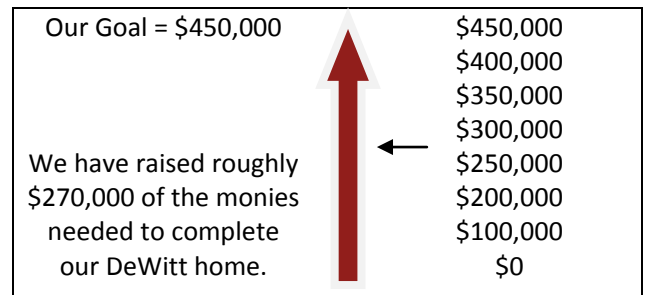 Our Goal = $450,000
We have raised roughly
$270,000 of the monies
needed to complete
our DeWitt home.
$450,000
$400,000
$350,000
$300,000
$250,000
$200,000
$100,000
$0